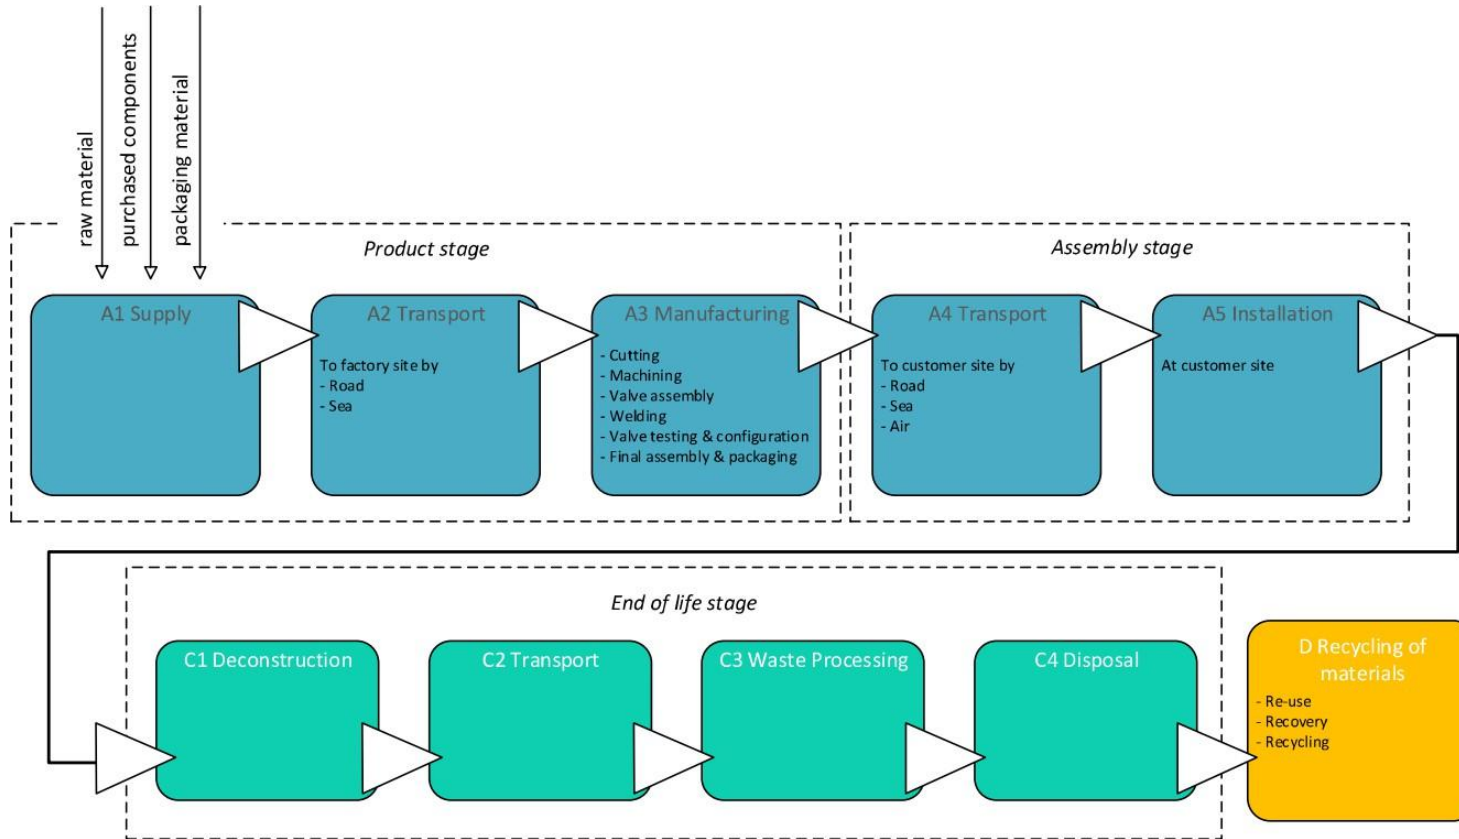 raw material
purchased components
packaging material
Product stage
Assembly stage
A1 Supply
A2 Transport
To factory site by
- Road
- Sea
A3 Manufacturing
- Cutting
- Machining
- Valve assembly
- Welding
- Valve testing & configuration
- Final assembly & packaging
A4 Transport
To customer site by
- Road
- Sea
- Air
A5 Installation
At customer site
End of life stage
C1 Deconstruction
C2 Transport
C3 Waste Processing
C4 Disposal
D Recycling of
materials
- Re-use
- Recovery
- Recycling